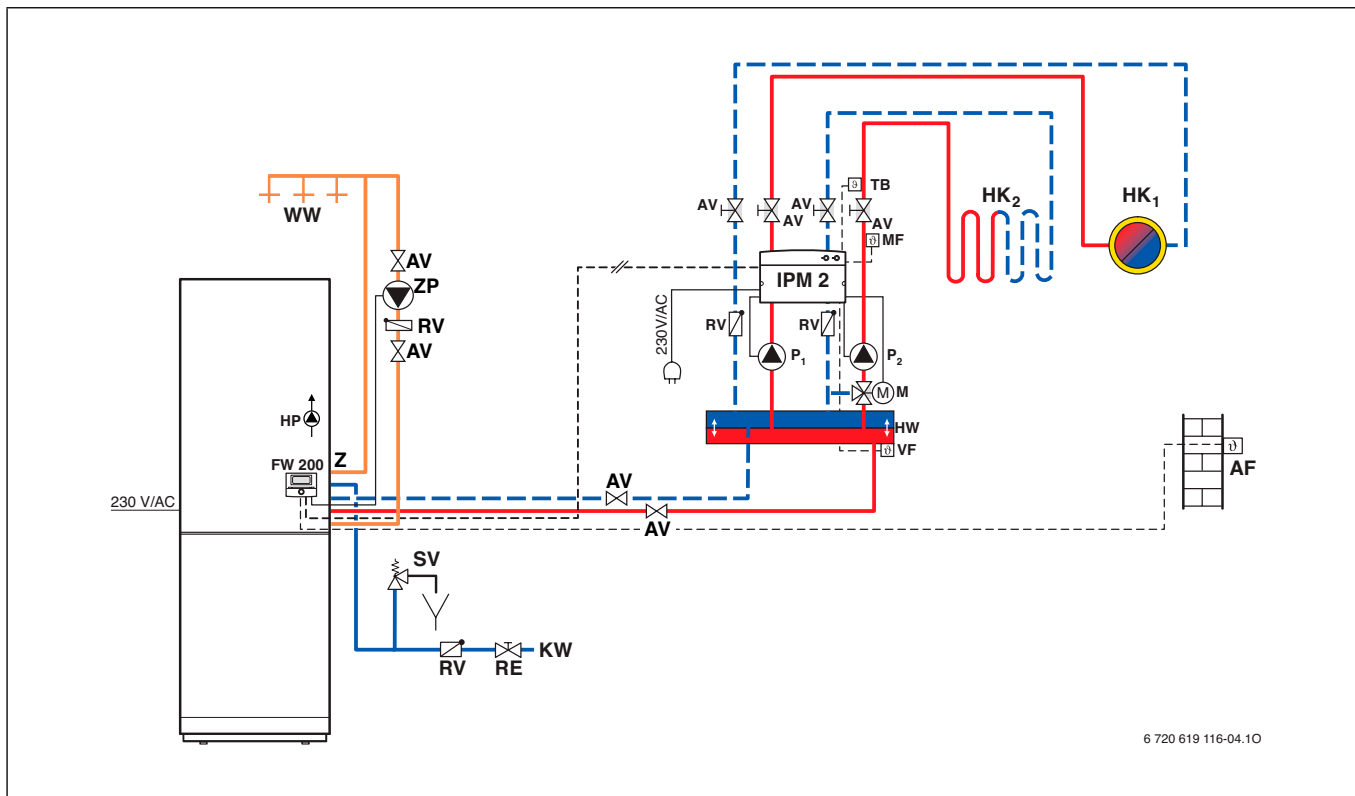 TB
AV
AV
AV
AV
HK2
HK1
WW
MF
AV
IPM 2
ZP
RV
RV
RV
230V/AC
AV
P1
P2
M
M
HP
HW
Z
VF
FW 200
AF
AV
230 V/AC
AV
SV
KW
RV
RE
6 720 619 116-04.1O
ϑ
ϑ
ϑ
ϑ